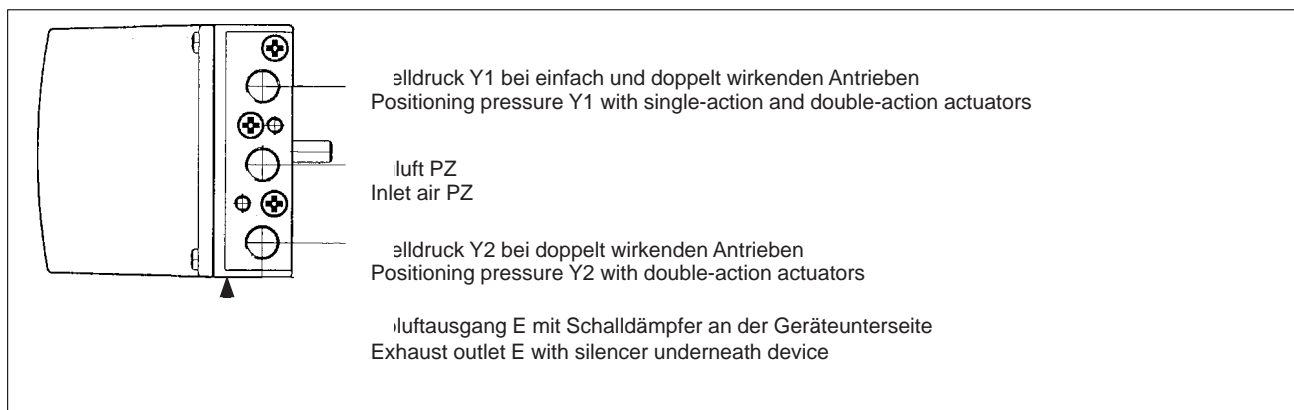 elldruck Y1 bei einfach und doppelt wirkenden Antrieben
Positioning pressure Y1 with single-action and double-action actuators
luft PZ
Inlet air PZ
elldruck Y2 bei doppelt wirkenden Antrieben
Positioning pressure Y2 with double-action actuators
luftausgang E mit Schalldämpfer an der Geräteunterseite
Exhaust outlet E with silencer underneath device